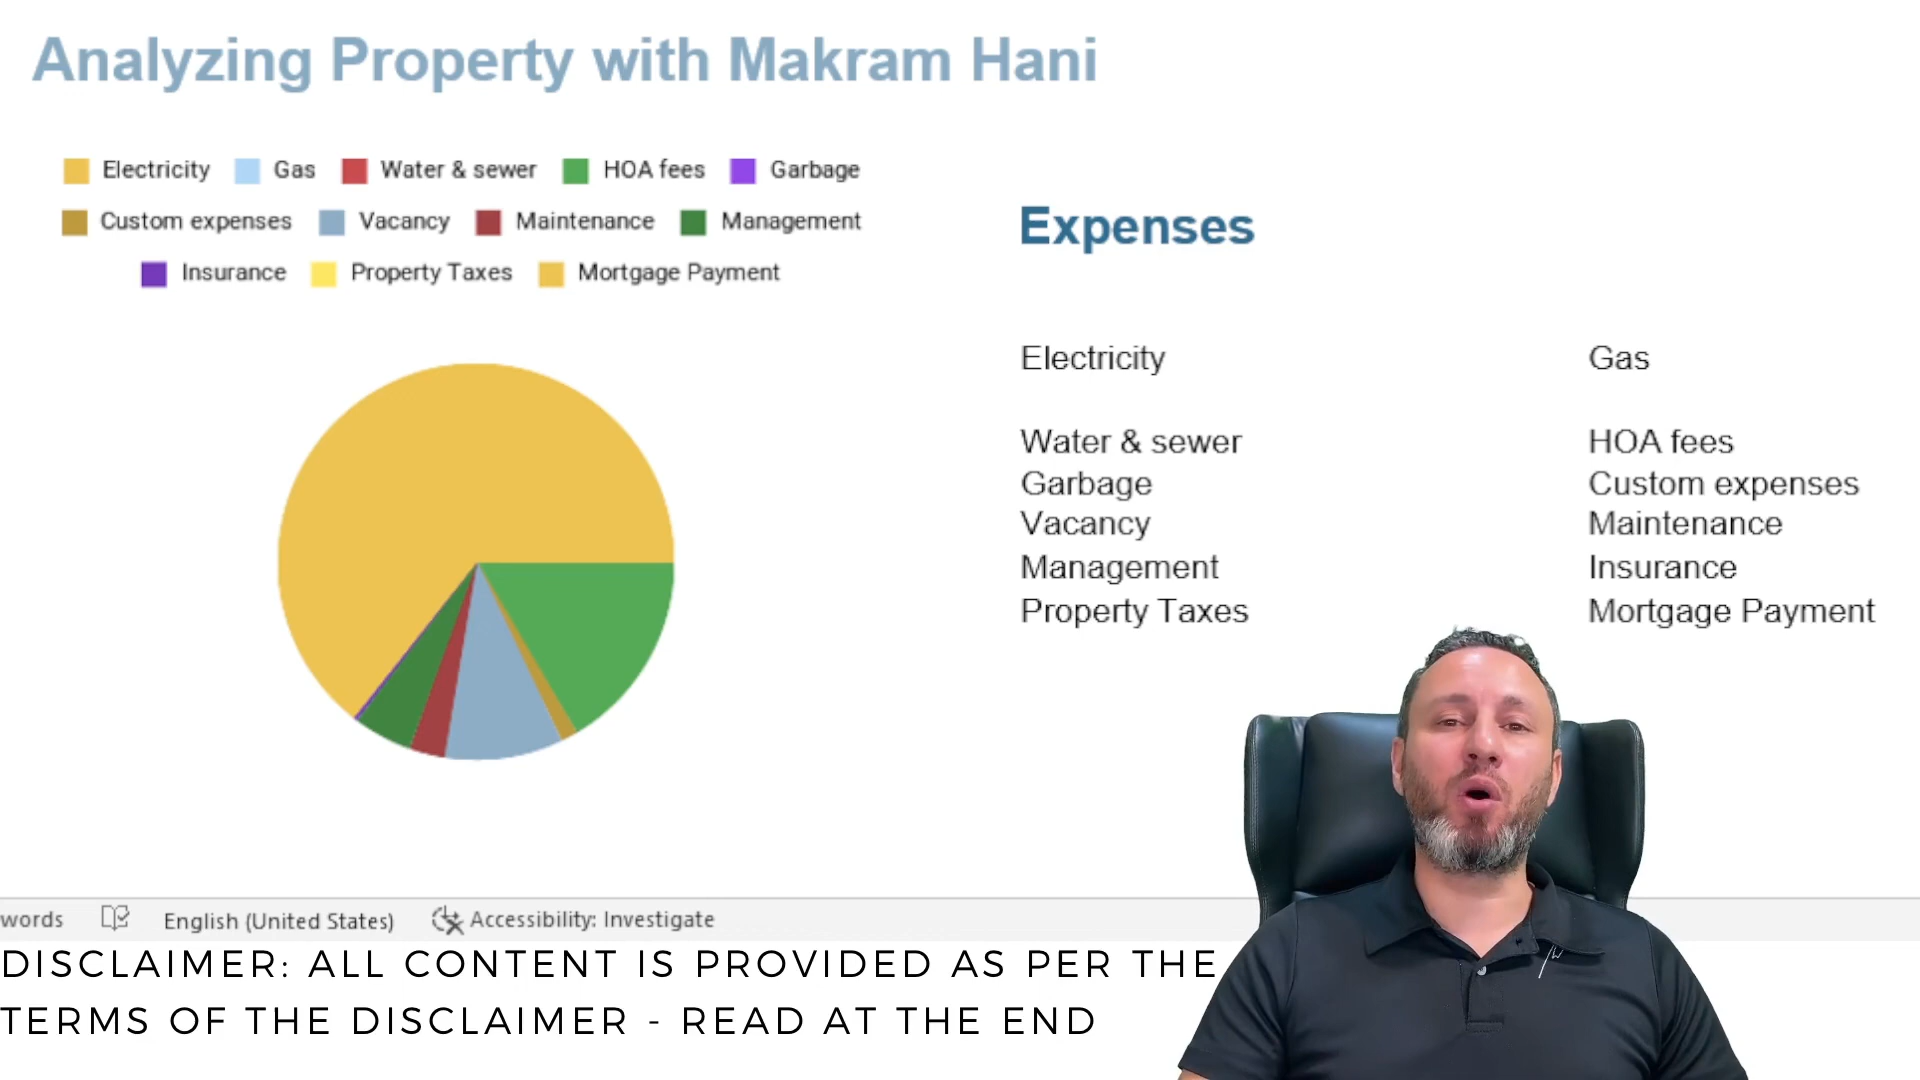 Analyzing Property with Makram Hani
Electricity Gas Water & sewer HOA fees Garbage
Custom expenses Vacancy Maintenance Management
Insurance Property Taxes Mortgage Payment
Expenses
Electricity Gas
Water & sewer HOA fees
Garbage Custom expenses
Vacancy Maintenance
Management Insurance
Property Taxes Mortgage Payment
words English (United States) Accessibility: Investigate
DISCLAIMER: ALL CONTENT IS PROVIDED AS PER THE
TERMS OF THE DISCLAIMER - READ AT THE END